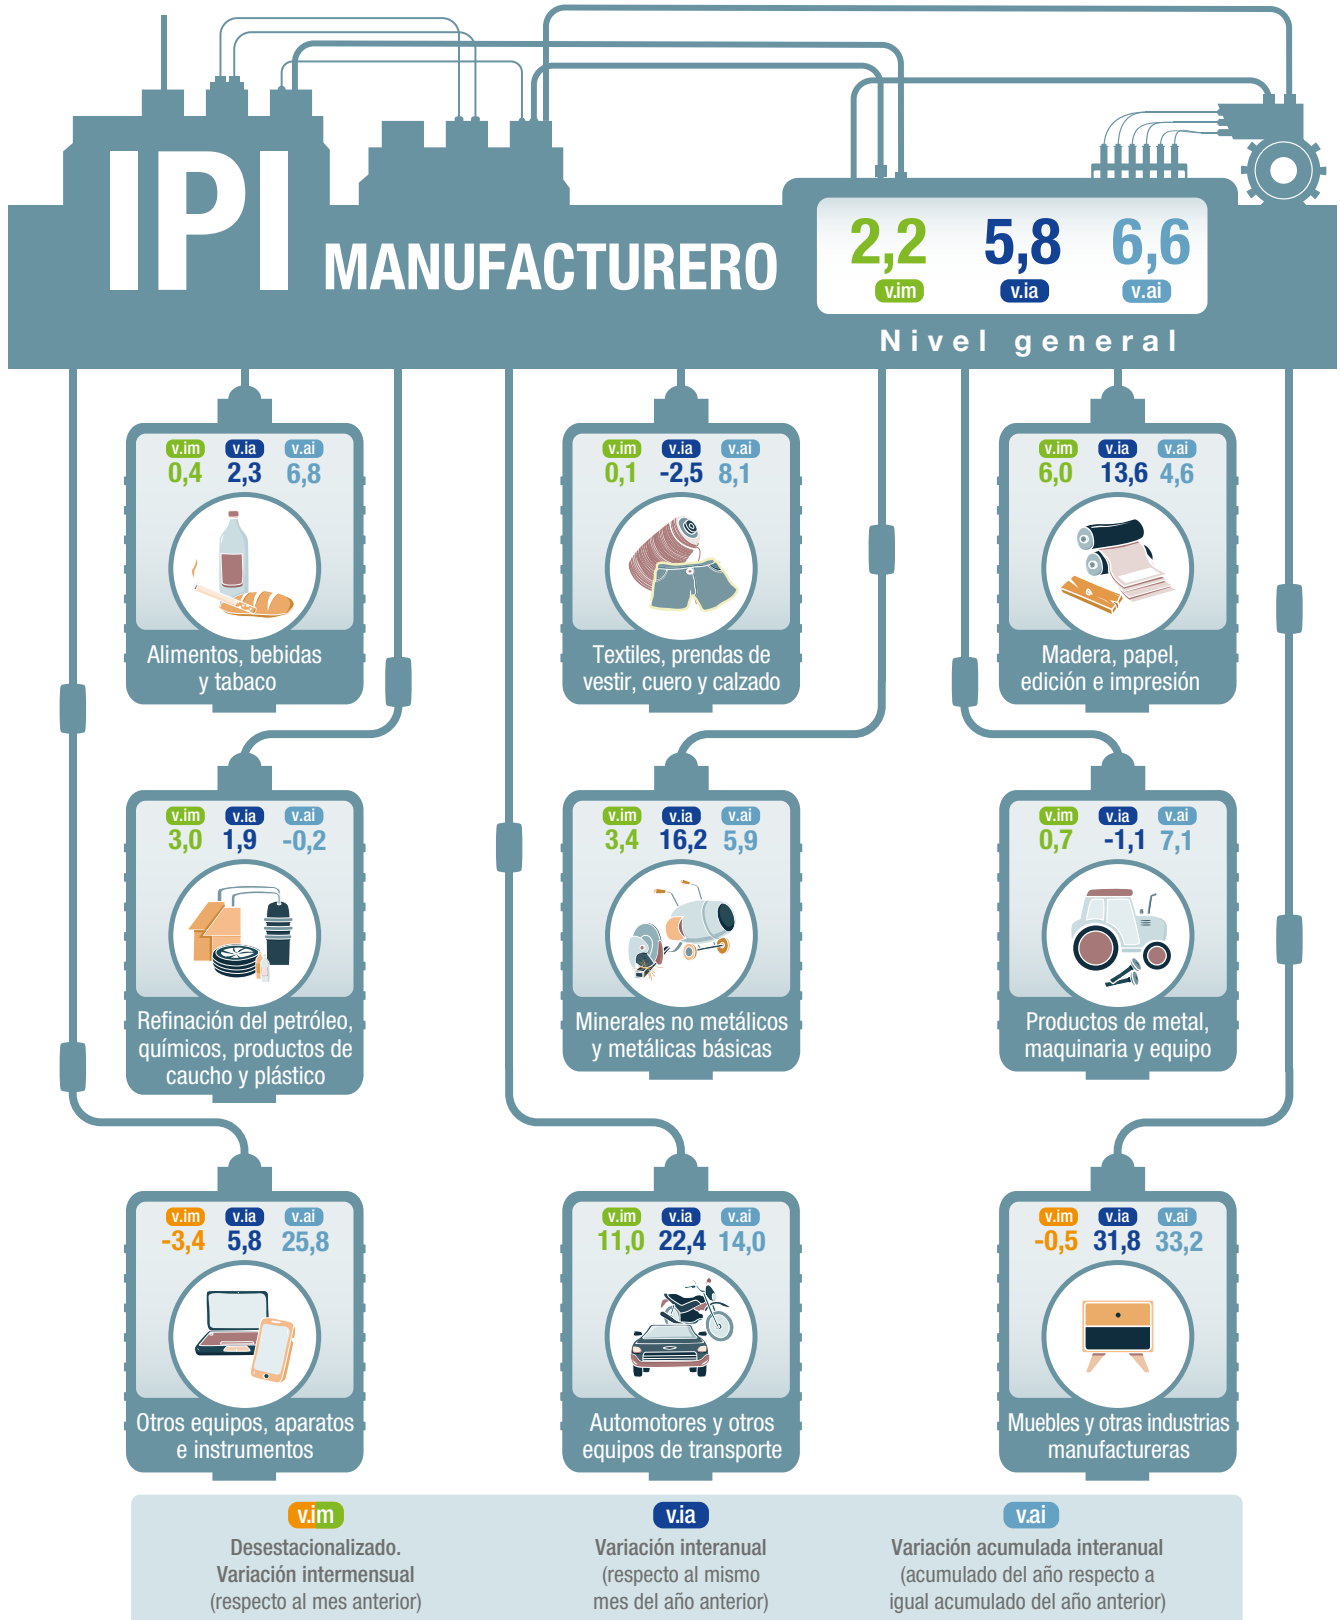 IPI MANUFACTURERO
2,2 5,8 6,6
v.im v.ia v.ai
Nivel general
v.im v.ia v.ai
0,4 2,3 6,8
Alimentos, bebidas
y tabaco
v.im v.ia v.ai
0,1 -2,5 8,1
Textiles, prendas de
vestir, cuero y calzado
v.im v.ia v.ai
6,0 13,6 4,6
Madera, papel,
edición e impresión
v.im v.ia v.ai
3,0 1,9 -0,2
Refinación del petróleo,
químicos, productos de
caucho y plástico
v.im v.ia v.ai
3,4 16,2 5,9
Minerales no metálicos
y metálicas básicas
v.im v.ia v.ai
0,7 -1,1 7,1
Productos de metal,
maquinaria y equipo
v.im v.ia v.ai
-3,4 5,8 25,8
Otros equipos, aparatos
e instrumentos
v.im v.ia v.ai
11,0 22,4 14,0
Automotores y otros
equipos de transporte
v.im v.ia v.ai
-0,5 31,8 33,2
Muebles y otras industrias
manufactureras
v.im
Desestacionalizado.
Variación intermensual
(respecto al mes anterior)
v.ia
Variación interanual
(respecto al mismo
mes del año anterior)
v.ai
Variación acumulada interanual
(acumulado del año respecto a
igual acumulado del año anterior)